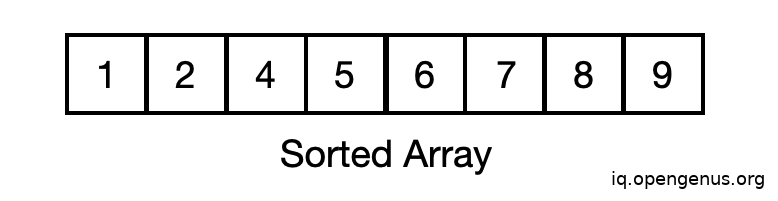 1 2 4 5 6 7 8 9
Sorted Array
iq.opengenus.org